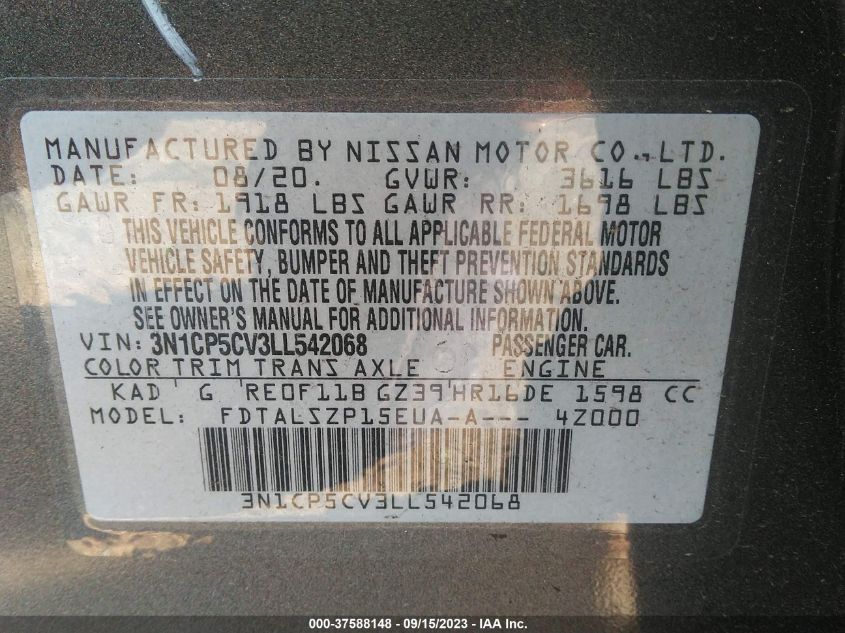 MANUFACTURED BY NISSAN MOTOR CO.,LTD.
DATE: 08/20. GVWR: 3616 LBS
GAWR FR: 1918 LBS GAWR RR: 1698 LBS
THIS VEHICLE CONFORMS TO ALL APPLICABLE FEDERAL MOTOR
VEHICLE SAFETY, BUMPER AND THEFT PREVENTION STANDARDS
IN EFFECT ON THE DATE OF MANUFACTURE SHOWN ABOVE.
SEE OWNER'S MANUAL FOR ADDITIONAL INFORMATION.
VIN: 3N1CP5CV3LL542068 PASSENGER CAR.
COLOR TRIM TRANS AXLE ENGINE
KAD G RE0F11B GZ39 HR16DE 1598 CC
MODEL: FDTALSZP15EUA-A--- 4Z000
3N1CP5CV3LL542068
000-37588148 - 09/15/2023 - IAA Inc.